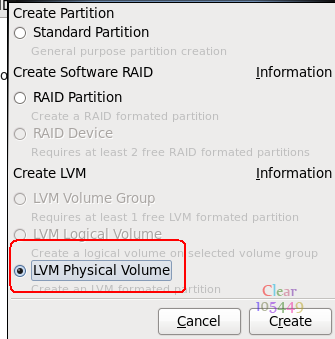 Create Partition
Standard Partition
General purpose partition creation
Create Software RAID Information
RAID Partition
Create a RAID formated partition
RAID Device
Requires at least 2 free RAID formated partitions
Create LVM Information
LVM Volume Group
Requires at least 1 free LVM formated partition
LVM Logical Volume
Create a logical volume on selected volume group
LVM Physical Volume
Create an LVM formated partition
Clear
105449
Cancel Create